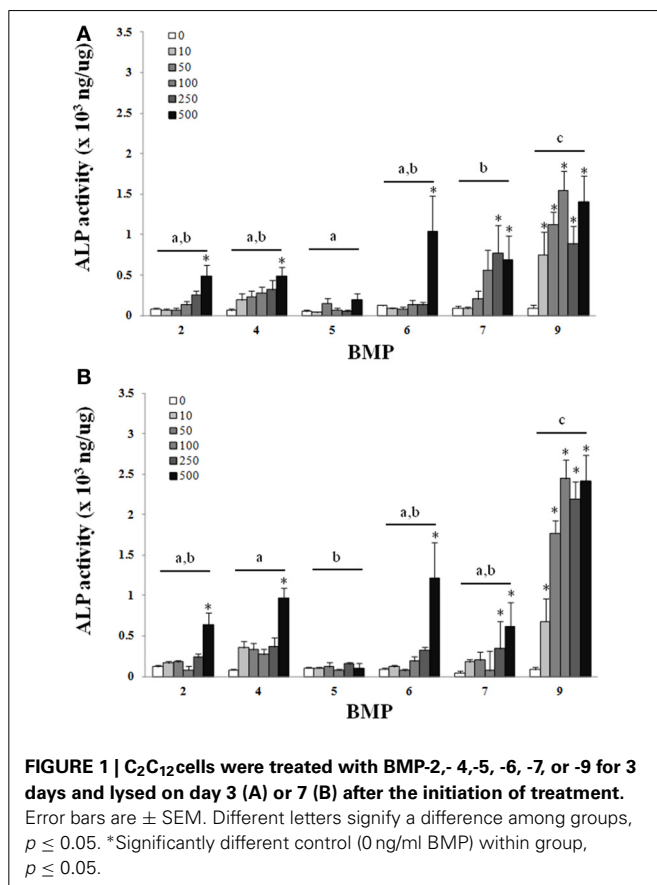 A
ALP activity (x 10³ ng/ug)
3.5
3
2.5
2
1.5
1
0.5
0
0
10
50
100
250
500
a,b
a,b
a
a,b
b
c
* * * * * * * * * *
2 4 5 6 7 9
BMP
B
ALP activity (x 10³ ng/ug)
3.5
3
2.5
2
1.5
1
0.5
0
0
10
50
100
250
500
a,b
a
b
a,b
a,b
c
* * * * * * * * * *
2 4 5 6 7 9
BMP
FIGURE 1 | C₂C₁₂cells were treated with BMP-2,- 4,-5, -6, -7, or -9 for 3
days and lysed on day 3 (A) or 7 (B) after the initiation of treatment.
Error bars are ± SEM. Different letters signify a difference among groups,
p ≤ 0.05. *Significantly different control (0 ng/ml BMP) within group,
p ≤ 0.05.